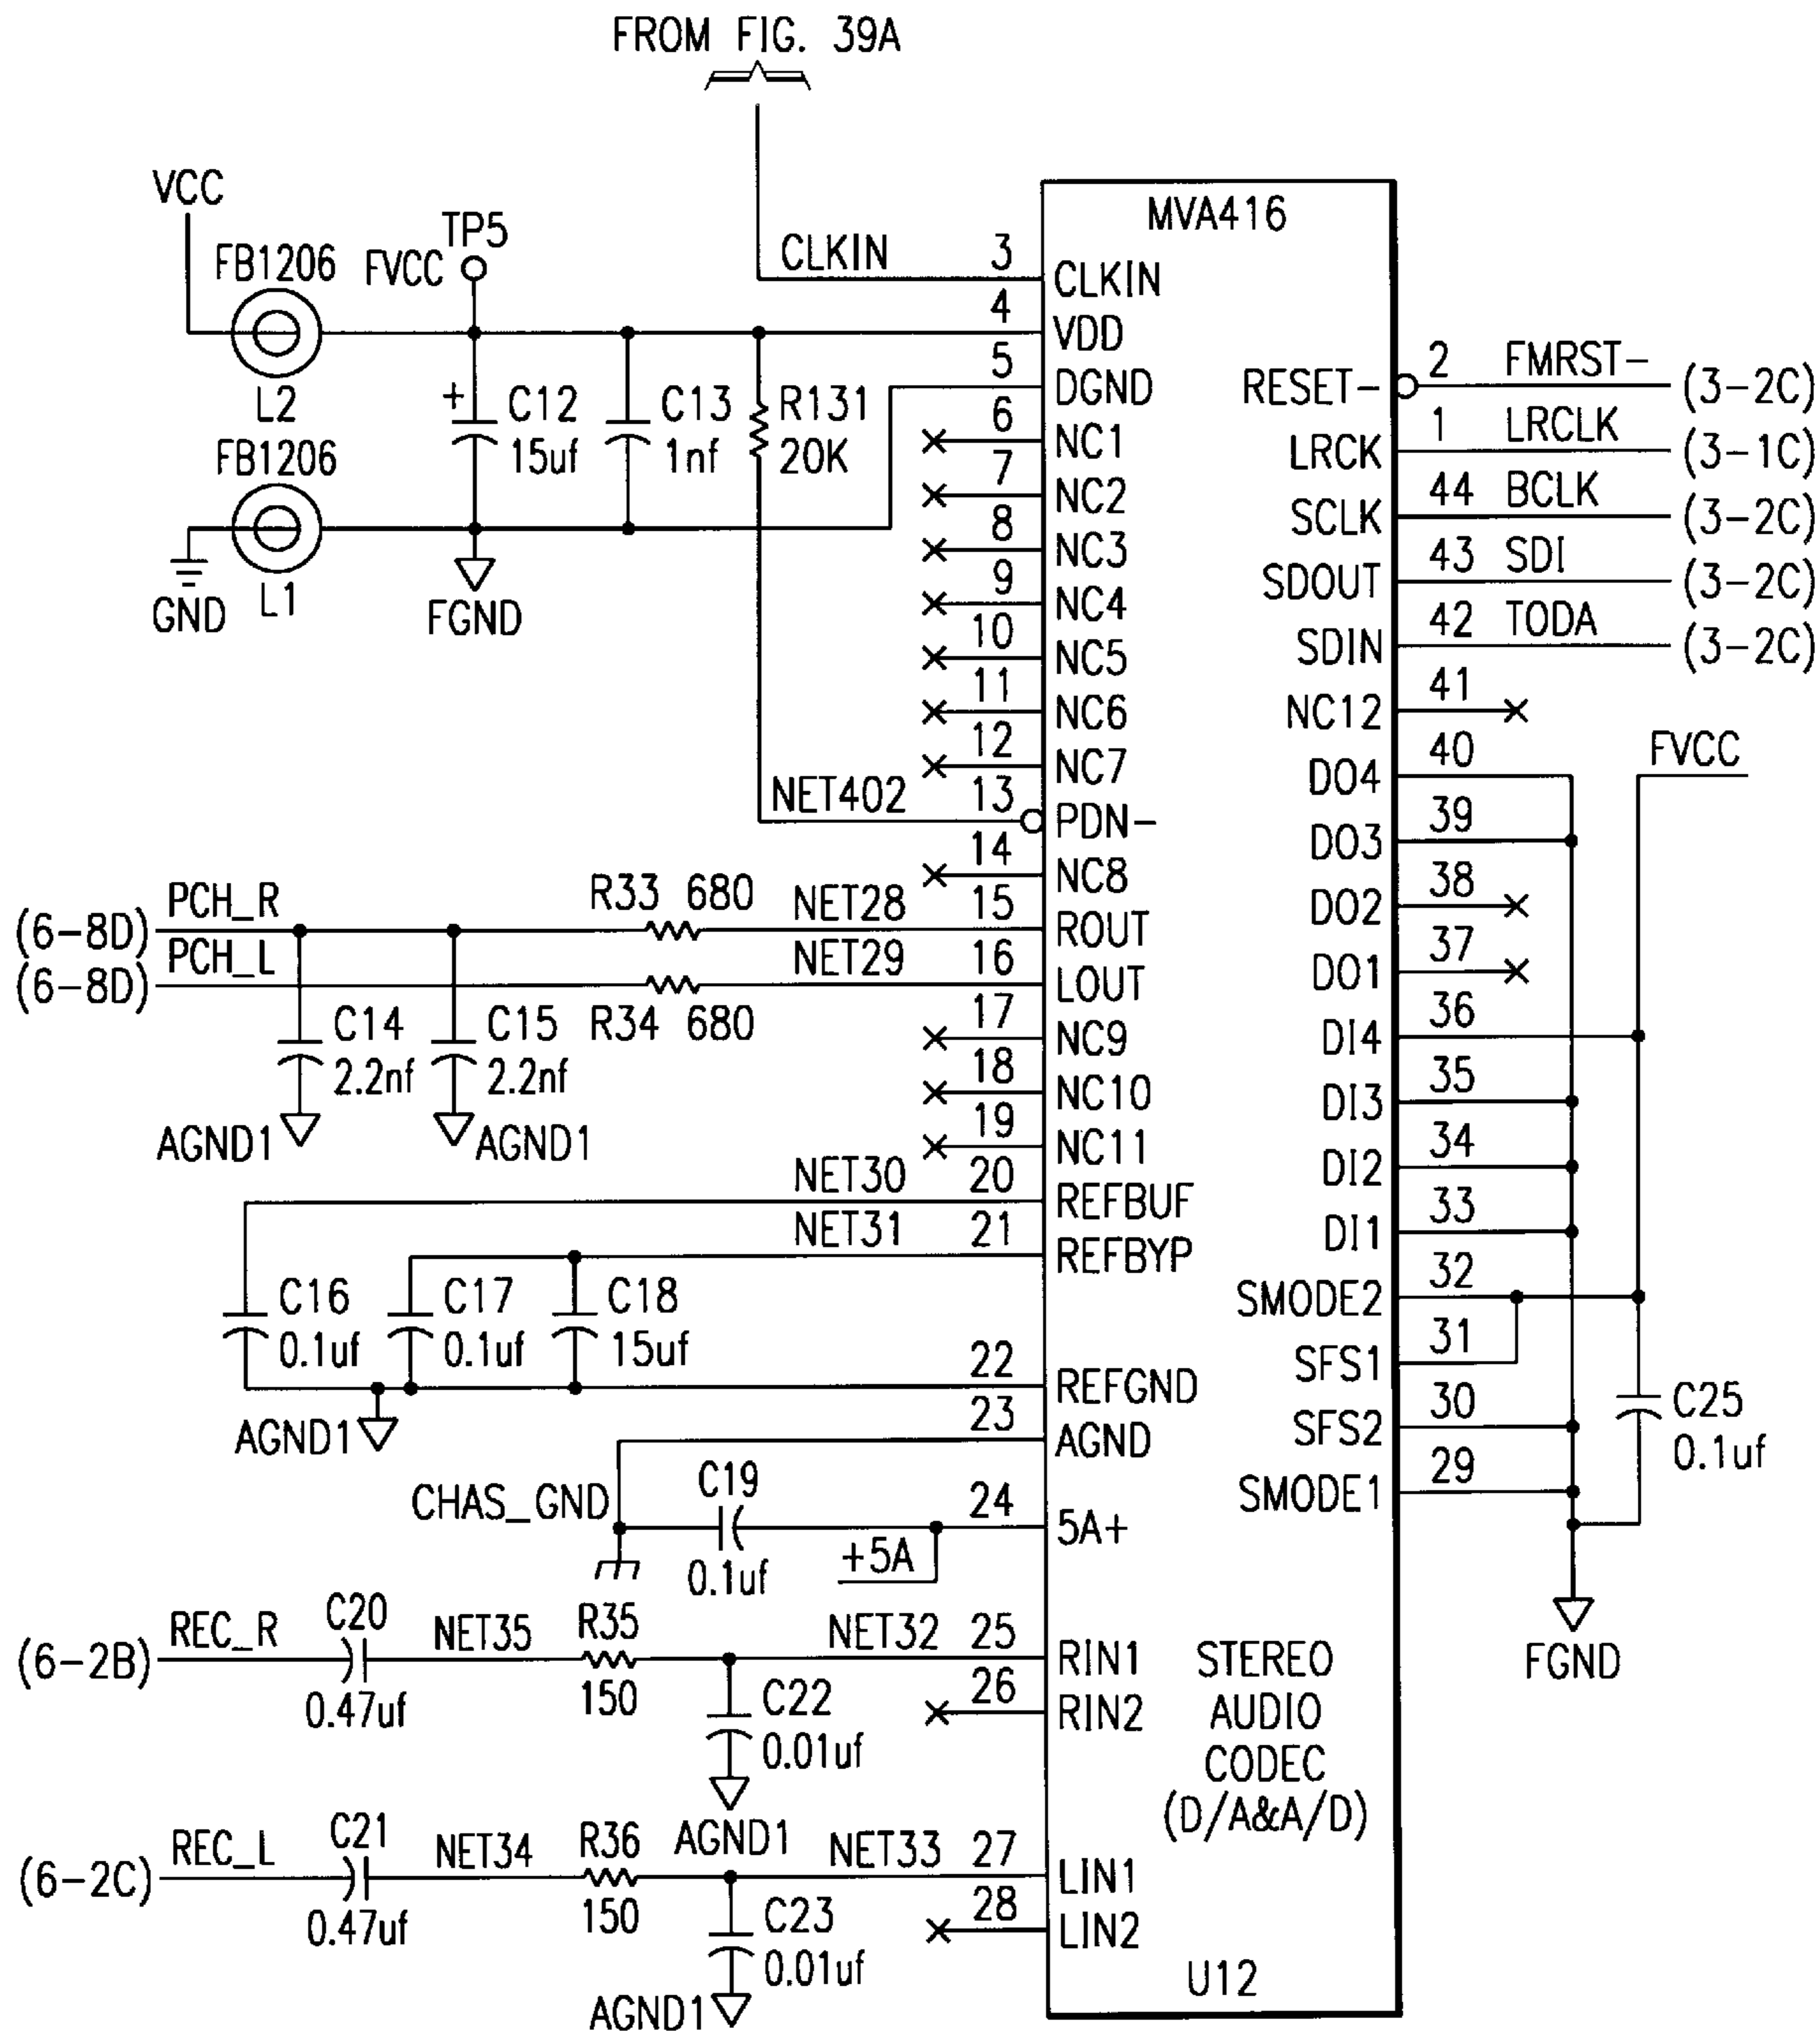 FROM FIG. 39A
VCC
FB1206
L2
FVCC
TP5
C12
15uf
C13
1nf
R131
20K
FB1206
L1
GND
FGND
CLKIN 3
4
5
6
7
8
9
10
11
12
NET402 13
14
(6-8D) PCH_R R33 680 NET28 15
(6-8D) PCH_L R34 680 NET29 16
C14
2.2nf
C15
2.2nf
AGND1
AGND1
17
18
19
NET30 20
NET31 21
C16
0.1uf
C17
0.1uf
C18
15uf
22
AGND1
23
CHAS_GND
C19
0.1uf
+5A
24
(6-2B) REC_R C20 NET35 R35 NET32 25
0.47uf
150
C22
0.01uf
26
AGND1
(6-2C) REC_L C21 NET34 R36 NET33 27
0.47uf
150
C23
0.01uf
28
AGND1
MVA416
CLKIN
VDD
DGND
NC1
NC2
NC3
NC4
NC5
NC6
NC7
PDN-
NC8
ROUT
LOUT
NC9
NC10
NC11
REFBUF
REFBYP
REFGND
AGND
5A+
RIN1
RIN2
LIN1
LIN2
STEREO
AUDIO
CODEC
(D/A&A/D)
U12
RESET- 2 FMRST- (3-2C)
LRCK 1 LRCLK (3-1C)
SCLK 44 BCLK (3-2C)
SDOUT 43 SDI (3-2C)
SDIN 42 TODA (3-2C)
NC12 41
DO4 40
DO3 39
DO2 38
DO1 37
DI4 36
DI3 35
DI2 34
DI1 33
SMODE2 32
SFS1 31
SFS2 30
SMODE1 29
FVCC
C25
0.1uf
FGND